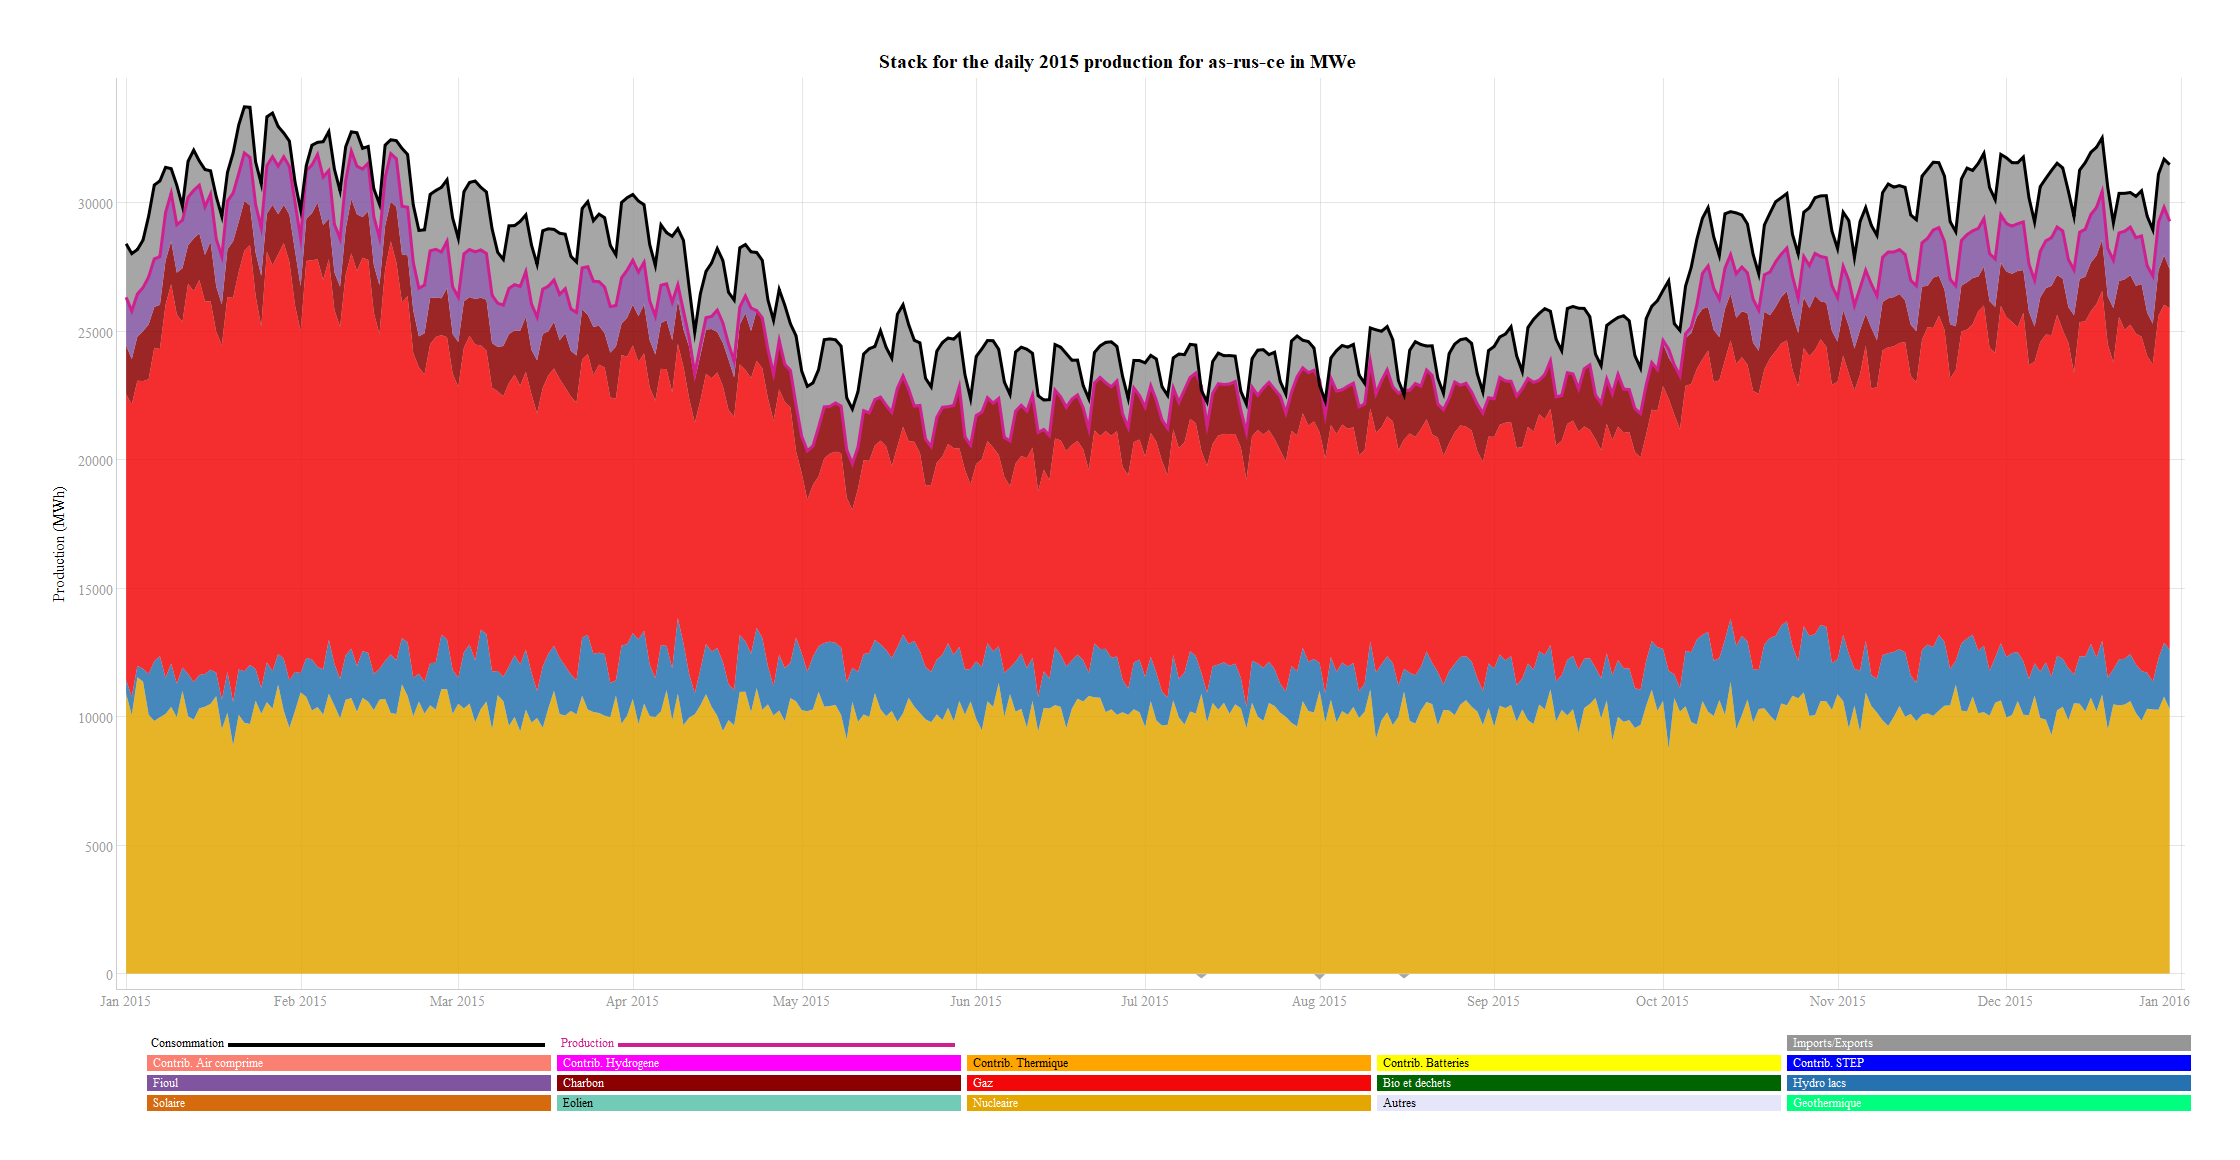 Stack for the daily 2015 production for as-rus-ce in MWe
Production (MWh)
30000
25000
20000
15000
10000
5000
0
Jan 2015 Feb 2015 Mar 2015 Apr 2015 May 2015 Jun 2015 Jul 2015 Aug 2015 Sep 2015 Oct 2015 Nov 2015 Dec 2015 Jan 2016
Consommation Production Imports/Exports
Contrib. Air comprime Contrib. Hydrogene Contrib. Thermique Contrib. Batteries Contrib. STEP
Fioul Charbon Gaz Bio et dechets Hydro lacs
Solaire Eolien Nucleaire Autres Geothermique